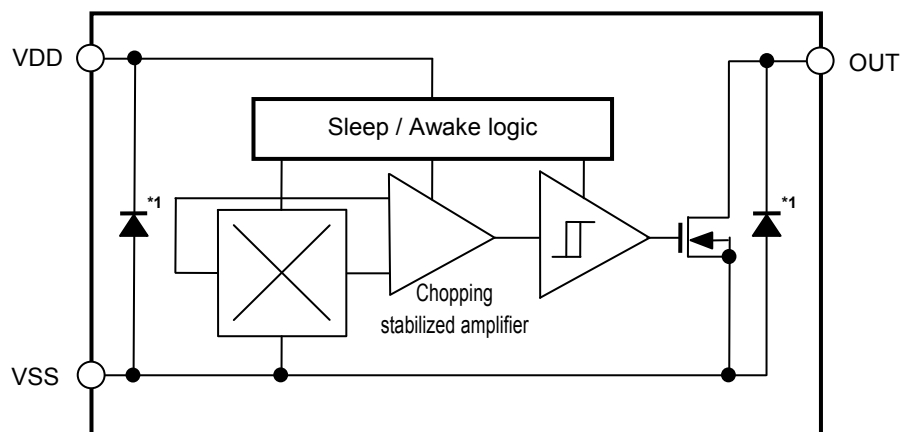 VDD
OUT
Sleep / Awake logic
*1
*1
Chopping
stabilized amplifier
VSS